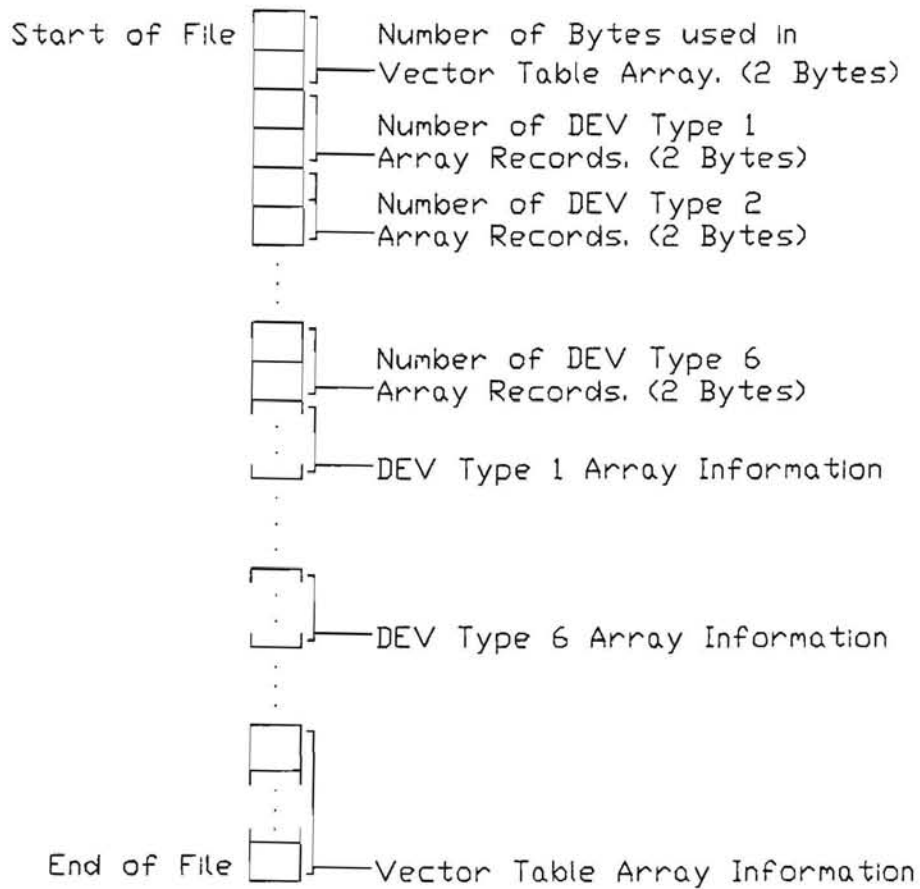 Start of File
Number of Bytes used in
Vector Table Array. (2 Bytes)
Number of DEV Type 1
Array Records. (2 Bytes)
Number of DEV Type 2
Array Records. (2 Bytes)
Number of DEV Type 6
Array Records. (2 Bytes)
DEV Type 1 Array Information
DEV Type 6 Array Information
End of File
Vector Table Array Information